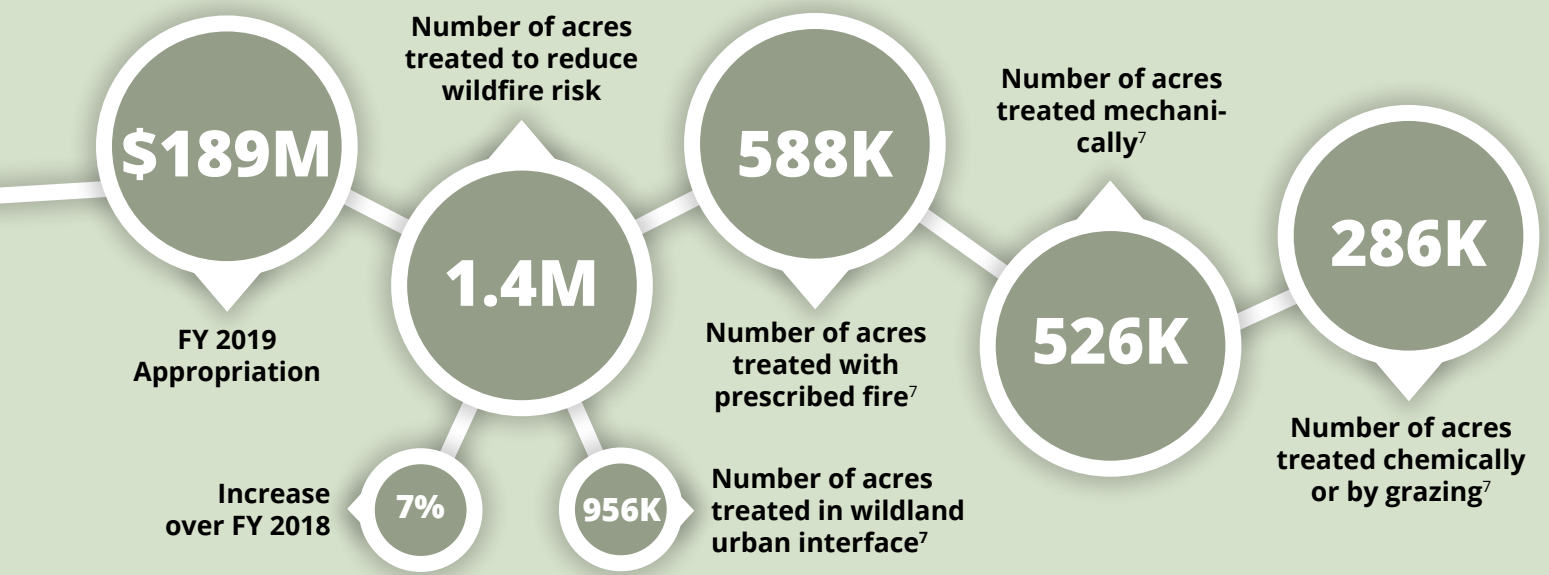 $189M
FY 2019
Appropriation
Number of acres
treated to reduce
wildfire risk
1.4M
7%
Increase
over FY 2018
956K
Number of acres
treated in wildland
urban interface⁷
588K
Number of acres
treated with
prescribed fire⁷
Number of acres
treated mechani-
cally⁷
526K
286K
Number of acres
treated chemically
or by grazing⁷